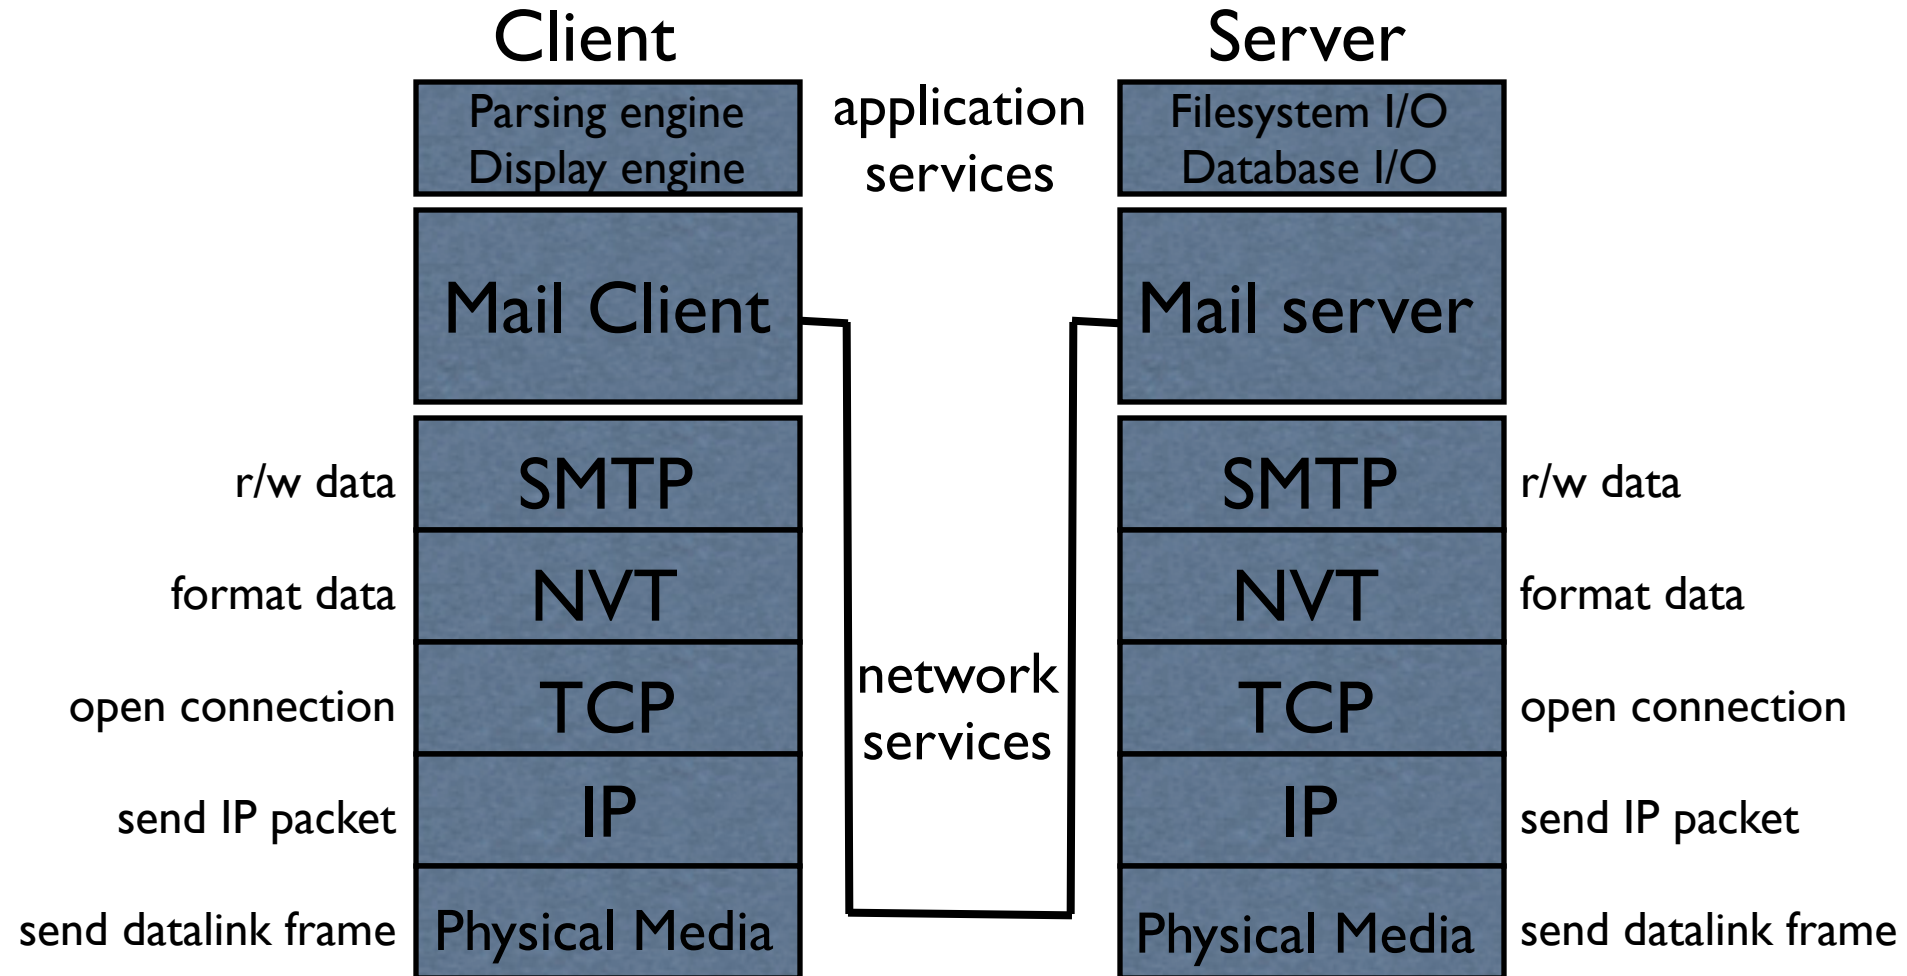 Client
Server
Parsing engine
Display engine
application
services
Filesystem I/O
Database I/O
Mail Client
Mail server
r/w data
SMTP
SMTP
r/w data
format data
NVT
NVT
format data
open connection
TCP
network
services
TCP
open connection
send IP packet
IP
IP
send IP packet
send datalink frame
Physical Media
Physical Media
send datalink frame